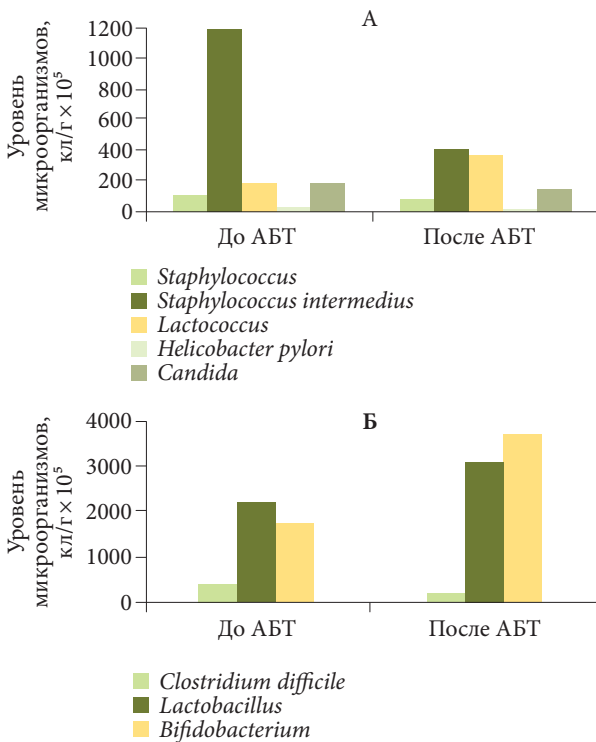 А
Уровень
микроорганизмов,
кл/г × 10⁵
1200
1000
800
600
400
200
0
До АБТ
После АБТ
Staphylococcus
Staphylococcus intermedius
Lactococcus
Helicobacter pylori
Candida
Б
Уровень
микроорганизмов,
кл/г × 10⁵
4000
3000
2000
1000
0
До АБТ
После АБТ
Clostridium difficile
Lactobacillus
Bifidobacterium